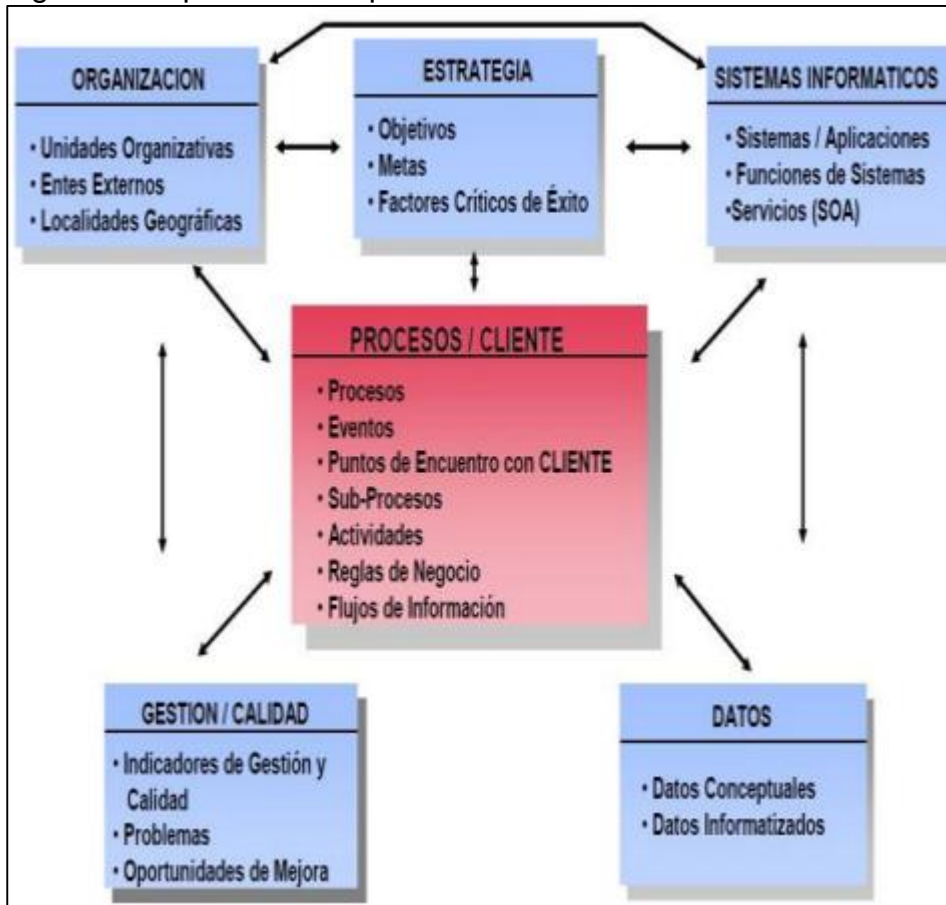 ORGANIZACION
• Unidades Organizativas
• Entes Externos
• Localidades Geográficas
ESTRATEGIA
• Objetivos
• Metas
• Factores Críticos de Éxito
SISTEMAS INFORMATICOS
• Sistemas / Aplicaciones
• Funciones de Sistemas
•Servicios (SOA)
PROCESOS / CLIENTE
• Procesos
• Eventos
• Puntos de Encuentro con CLIENTE
• Sub-Procesos
• Actividades
• Reglas de Negocio
• Flujos de Información
GESTION / CALIDAD
• Indicadores de Gestión y
Calidad
• Problemas
• Oportunidades de Mejora
DATOS
• Datos Conceptuales
• Datos Informatizados